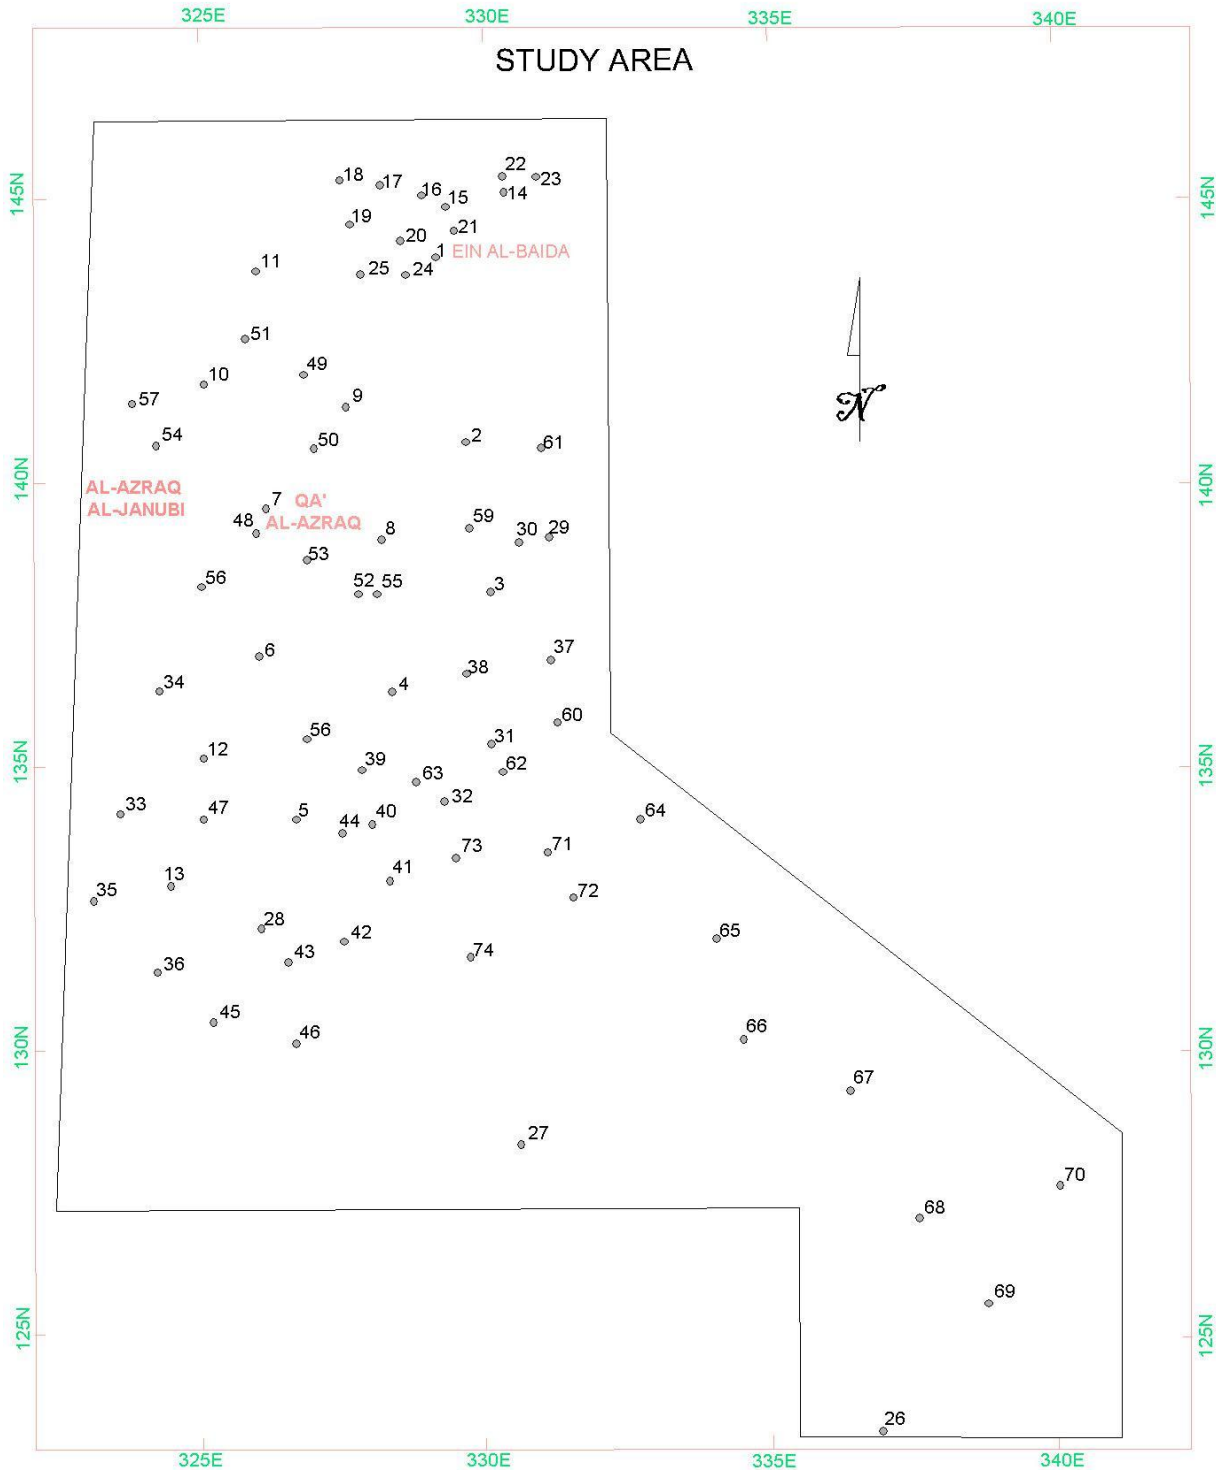 325E 330E 335E 340E
STUDY AREA
145N 145N
22
18 17 16 15 14 23
19 20 21
1 EIN AL-BAIDA
11 25 24
51
49
10 9
57
54 50 2 61
140N 140N
AL-AZRAQ
AL-JANUBI
7 QA'
AL-AZRAQ
48 8 59 30 29
53
56 52 55 3
6 38 37
34 4
60
56 31
12 39 63 62
135N 135N
33 47 5 44 40 32 64
73 71
13 41
35 72
28 42 65
43 74
36
45 46 66
130N 130N
67
27
70
68
69
125N 125N
26
N
325E 330E 335E 340E